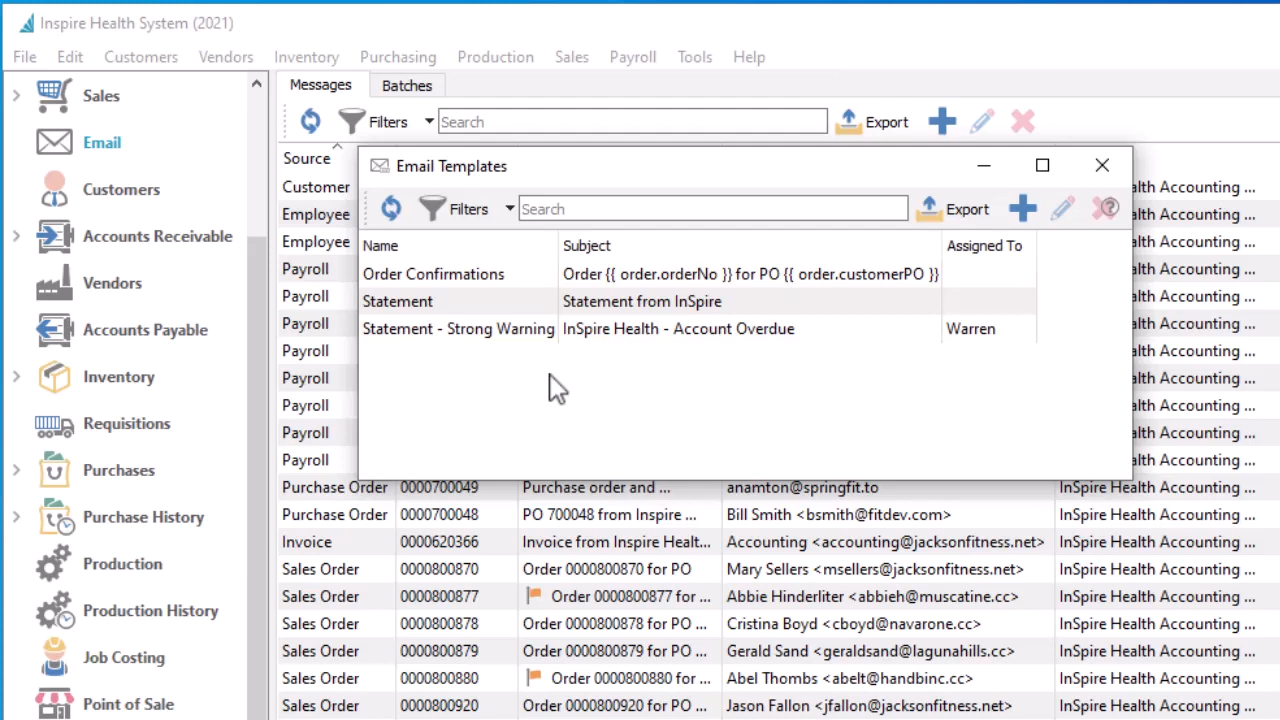 Inspire Health System (2021)
File Edit Customers Vendors Inventory Purchasing Production Sales Payroll Tools Help
Sales
Email
Customers
Accounts Receivable
Vendors
Accounts Payable
Inventory
Requisitions
Purchases
Purchase History
Production
Production History
Job Costing
Point of Sale
Messages Batches
Filters Search Export
Source
Customer alth Accounting ...
Employee alth Accounting ...
Employee alth Accounting ...
Payroll alth Accounting ...
Payroll alth Accounting ...
Payroll alth Accounting ...
Payroll alth Accounting ...
Payroll alth Accounting ...
Payroll alth Accounting ...
Payroll alth Accounting ...
Payroll alth Accounting ...
Email Templates
Filters Search Export
Name Subject Assigned To
Order Confirmations Order {{ order.orderNo }} for PO {{ order.customerPO }}
Statement Statement from InSpire
Statement - Strong Warning InSpire Health - Account Overdue Warren
Purchase Order 0000700049 Purchase order and ... anamton@springfit.to InSpire Health Accounting ...
Purchase Order 0000700048 PO 700048 from Inspire ... Bill Smith <bsmith@fitdev.com> InSpire Health Accounting ...
Invoice 0000620366 Invoice from Inspire Healt... Accounting <accounting@jacksonfitness.net> InSpire Health Accounting ...
Sales Order 0000800870 Order 0000800870 for PO Mary Sellers <msellers@jacksonfitness.net> InSpire Health Accounting ...
Sales Order 0000800877 Order 0000800877 for ... Abbie Hinderliter <abbieh@muscatine.cc> InSpire Health Accounting ...
Sales Order 0000800878 Order 0000800878 for PO ... Cristina Boyd <cboyd@navarone.cc> InSpire Health Accounting ...
Sales Order 0000800879 Order 0000800879 for PO ... Gerald Sand <geraldsand@lagunahills.cc> InSpire Health Accounting ...
Sales Order 0000800880 Order 0000800880 for ... Abel Thombs <abelt@handbinc.cc> InSpire Health Accounting ...
Sales Order 0000800920 Order 0000800920 for PO ... Jason Fallon <jfallon@jacksonfitness.net> InSpire Health Accounting ...